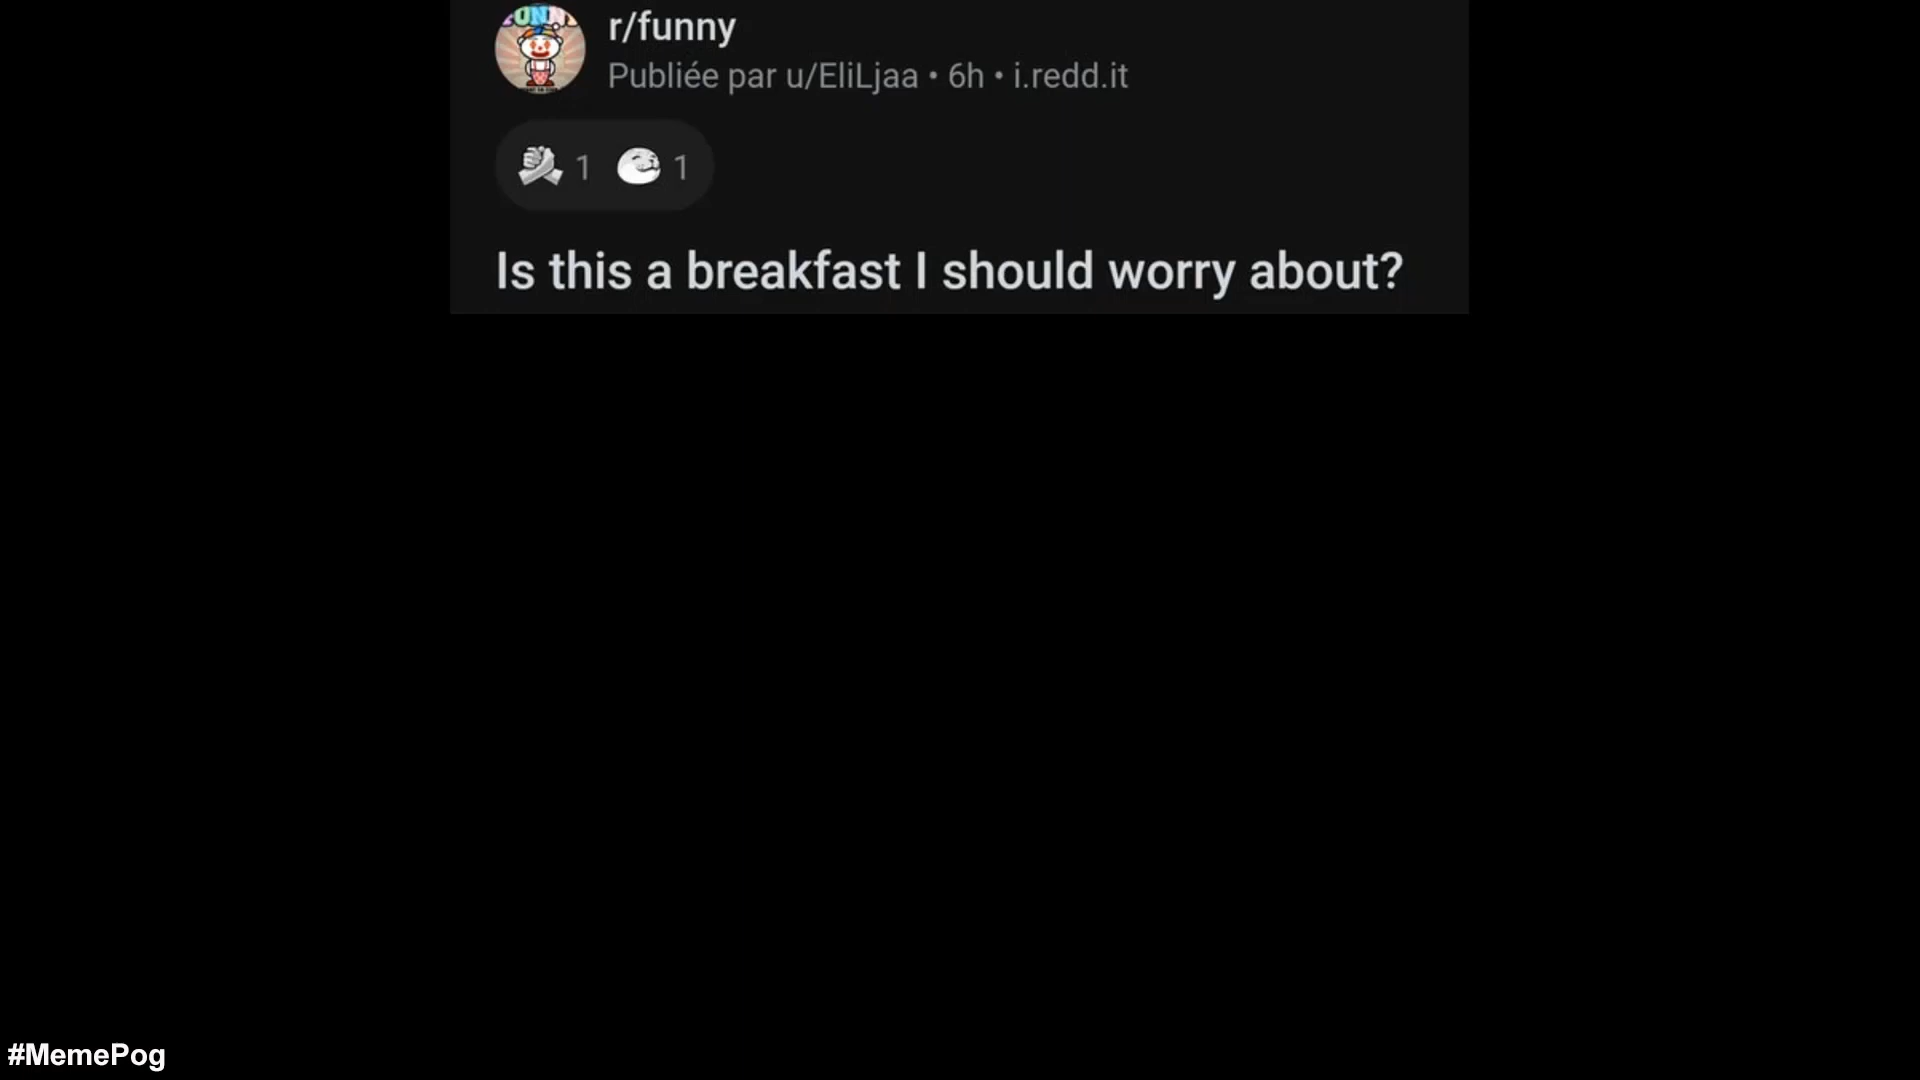 r/funny
Publiée par u/EliLjaa • 6h • i.redd.it
1 1
Is this a breakfast I should worry about?
#MemePog